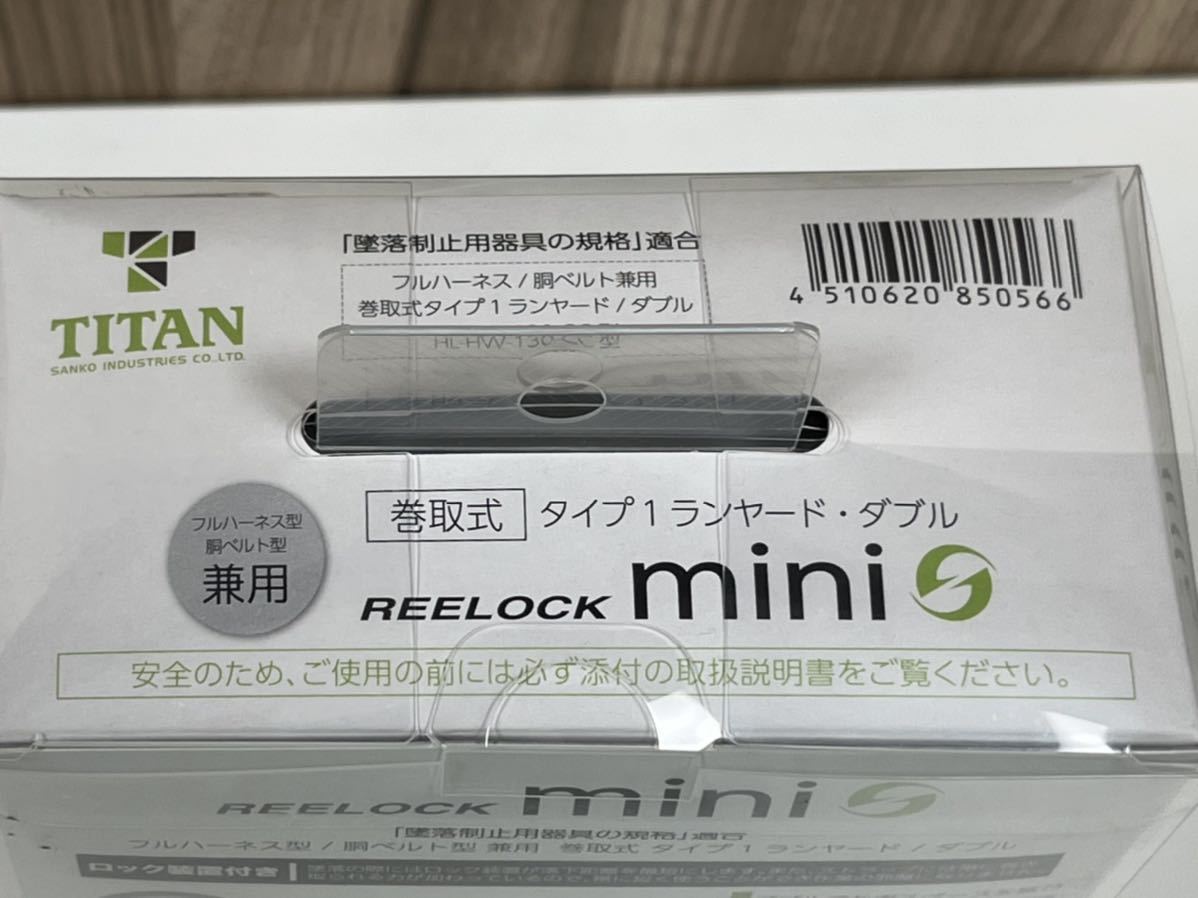 TITAN
SANKO INDUSTRIES CO.,LTD.
「墜落制止用器具の規格」適合
フルハーネス / 胴ベルト兼用
巻取式タイプ1ランヤード / ダブル
HL-HW-130-CC型
4 510620 850566
フルハーネス型
胴ベルト型
兼用
巻取式 タイプ1ランヤード・ダブル
REELOCK mini
安全のため、ご使用の前には必ず添付の取扱説明書をご覧ください。
REELOCK mini
「墜落制止用器具の規格」適合
フルハーネス型 / 胴ベルト型 兼用 巻取式 タイプ1ランヤード / ダブル
ロック装置付き